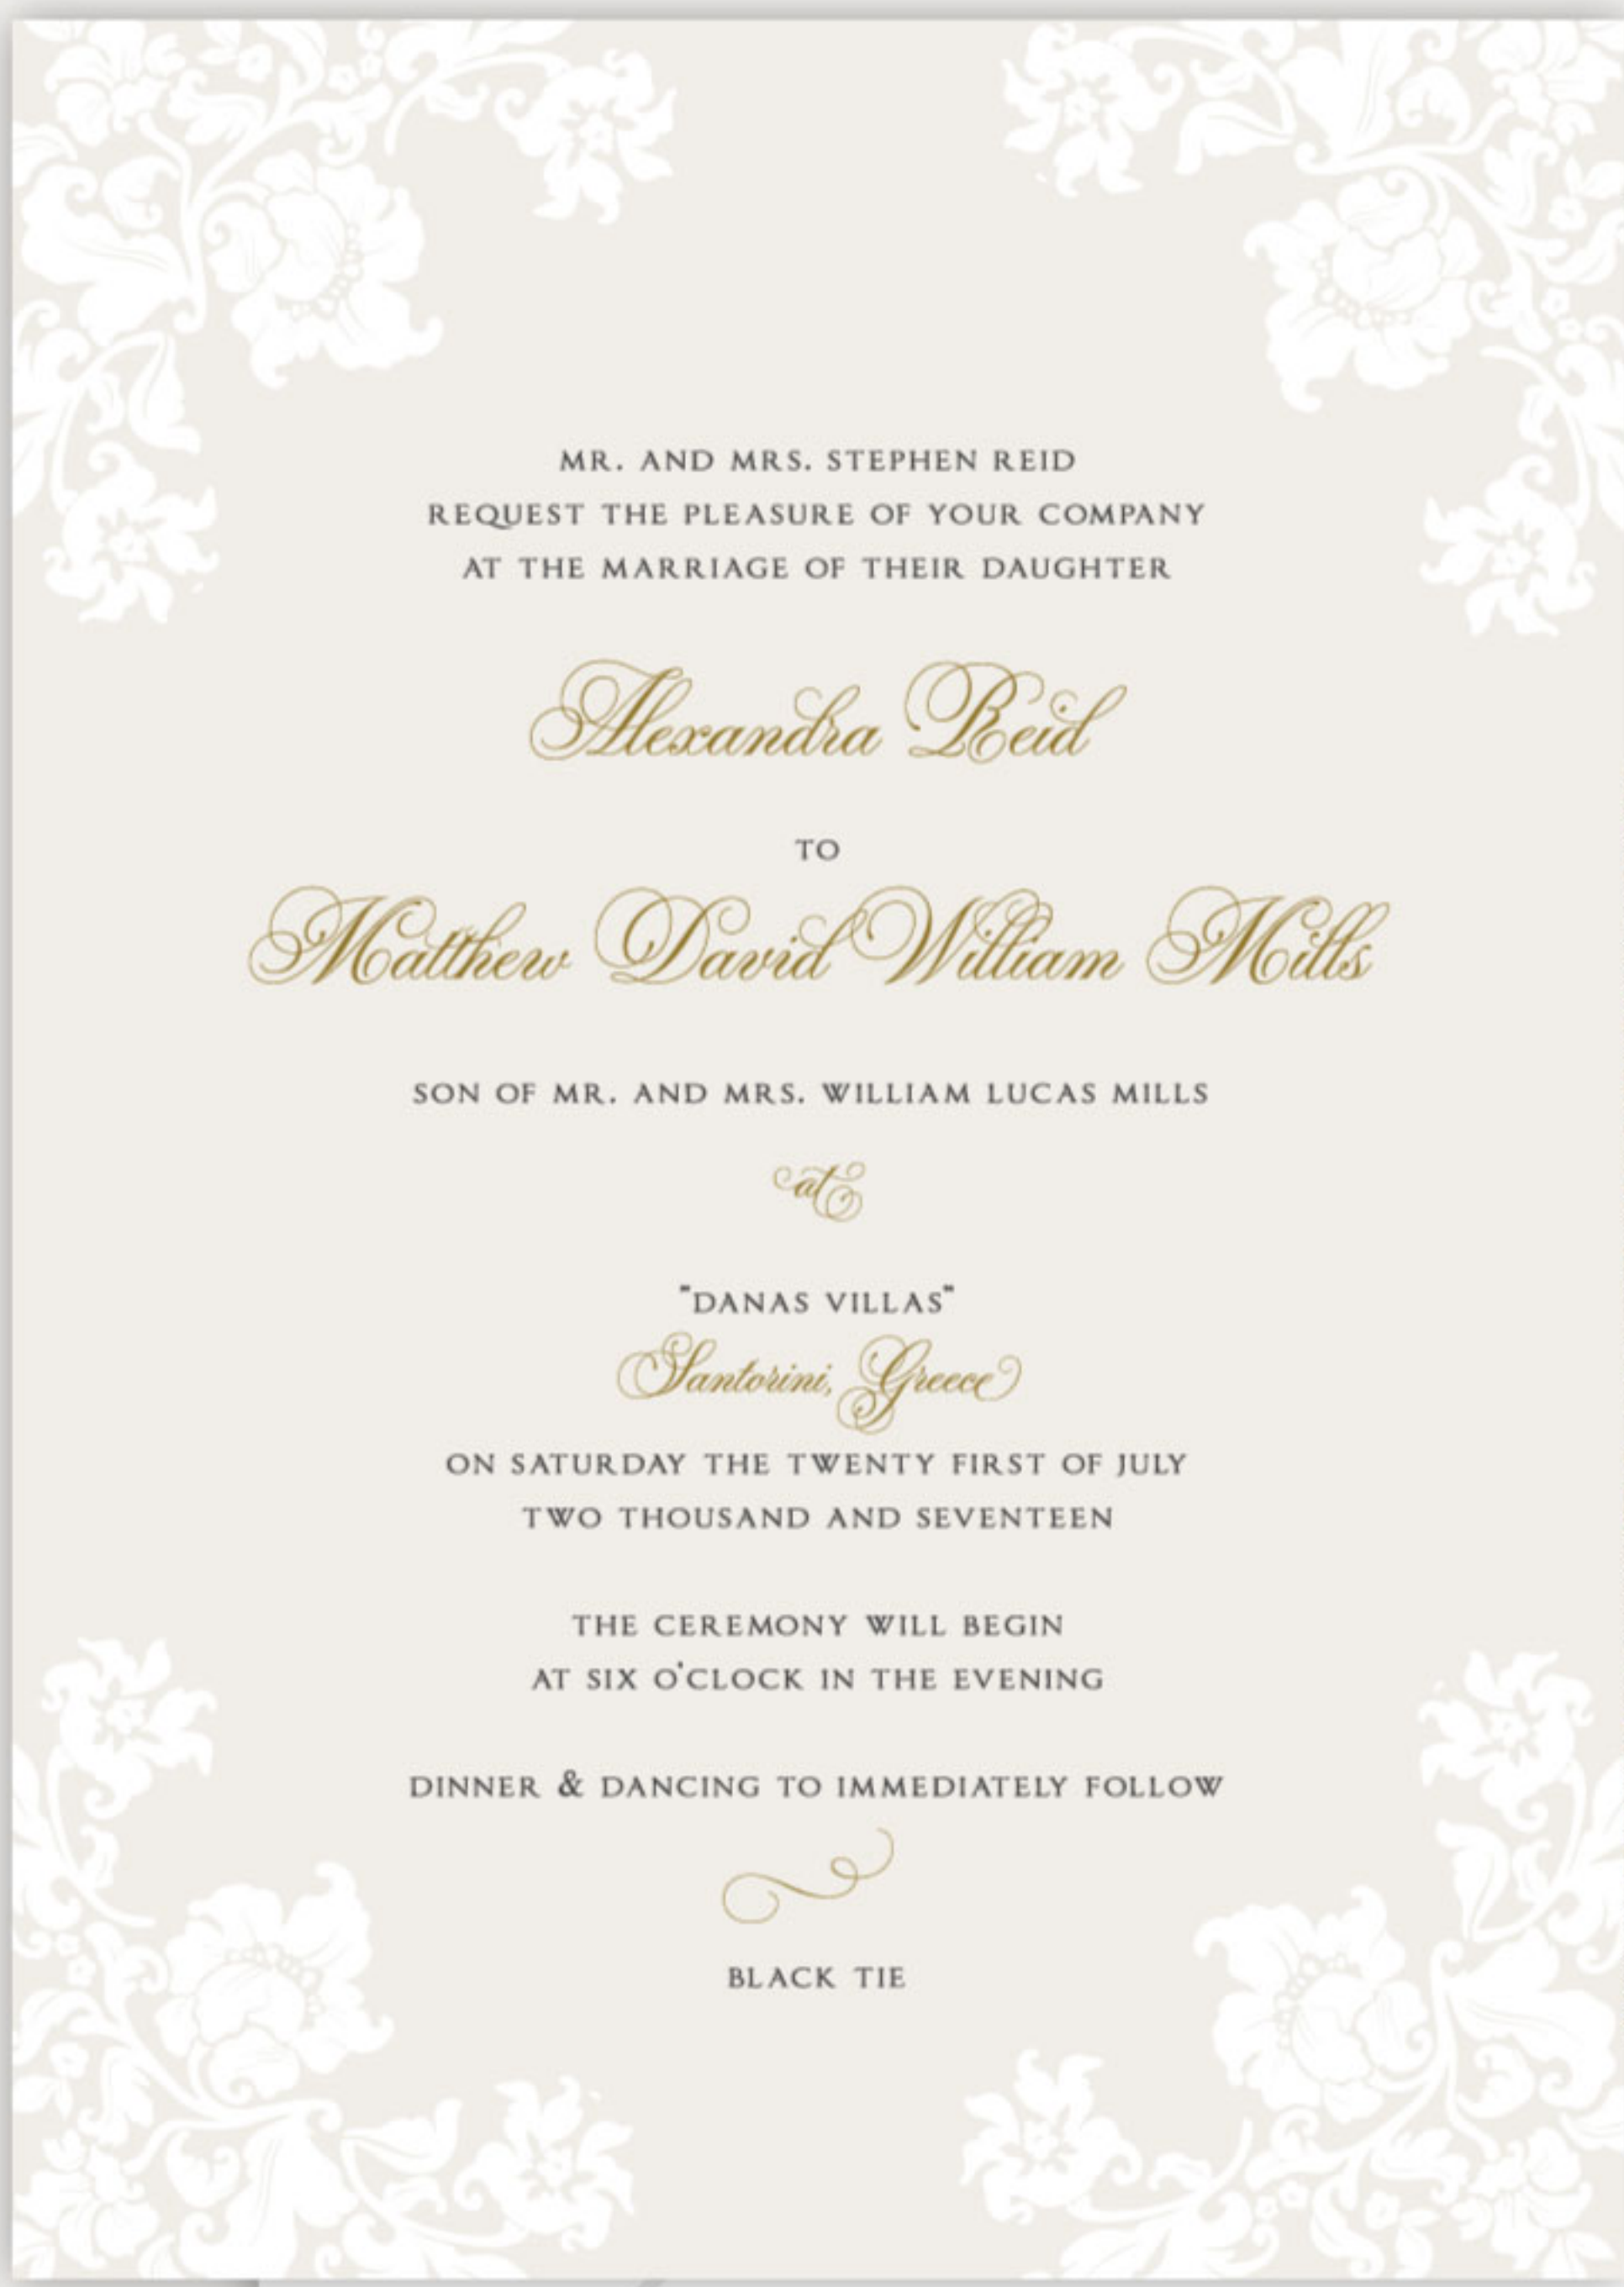 MR. AND MRS. STEPHEN REID
REQUEST THE PLEASURE OF YOUR COMPANY
AT THE MARRIAGE OF THEIR DAUGHTER
Alexandra Reid
TO
Matthew David William Mills
SON OF MR. AND MRS. WILLIAM LUCAS MILLS
at
"DANAS VILLAS"
Santorini, Greece
ON SATURDAY THE TWENTY FIRST OF JULY
TWO THOUSAND AND SEVENTEEN
THE CEREMONY WILL BEGIN
AT SIX O'CLOCK IN THE EVENING
DINNER & DANCING TO IMMEDIATELY FOLLOW
BLACK TIE